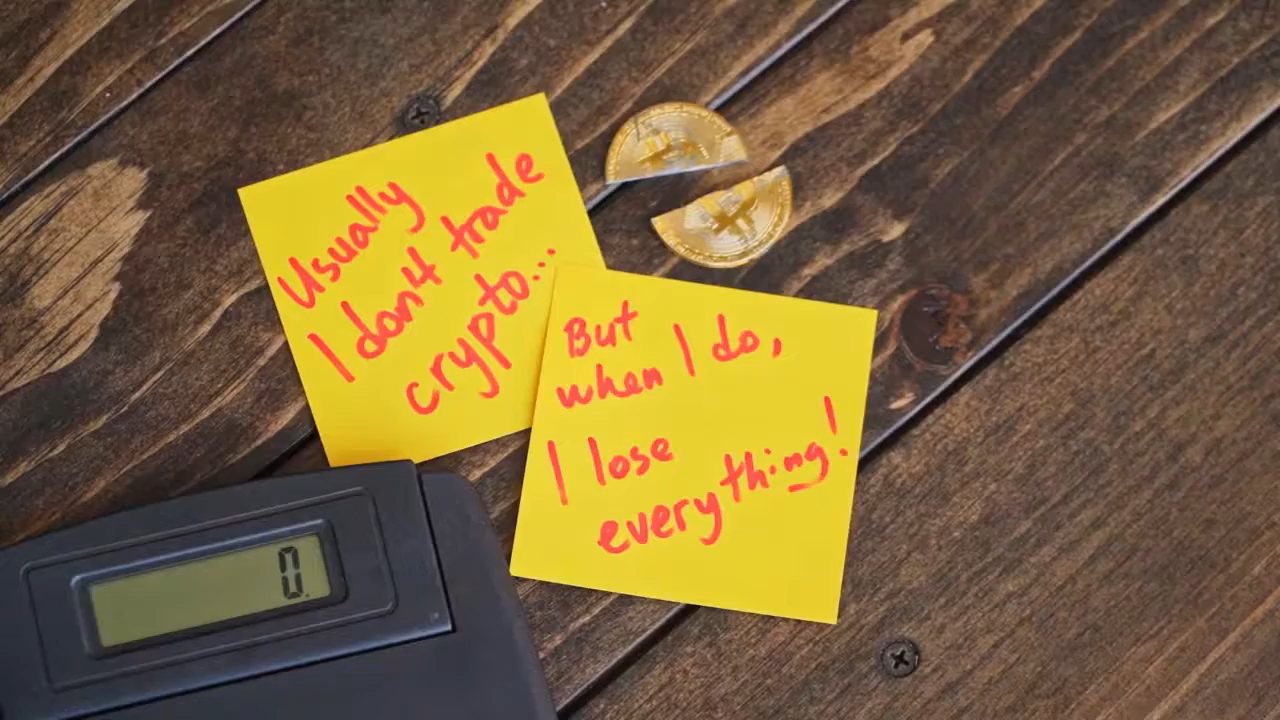 Usually
I don't trade
crypto...
But
when I do,
I lose
everything!
0.